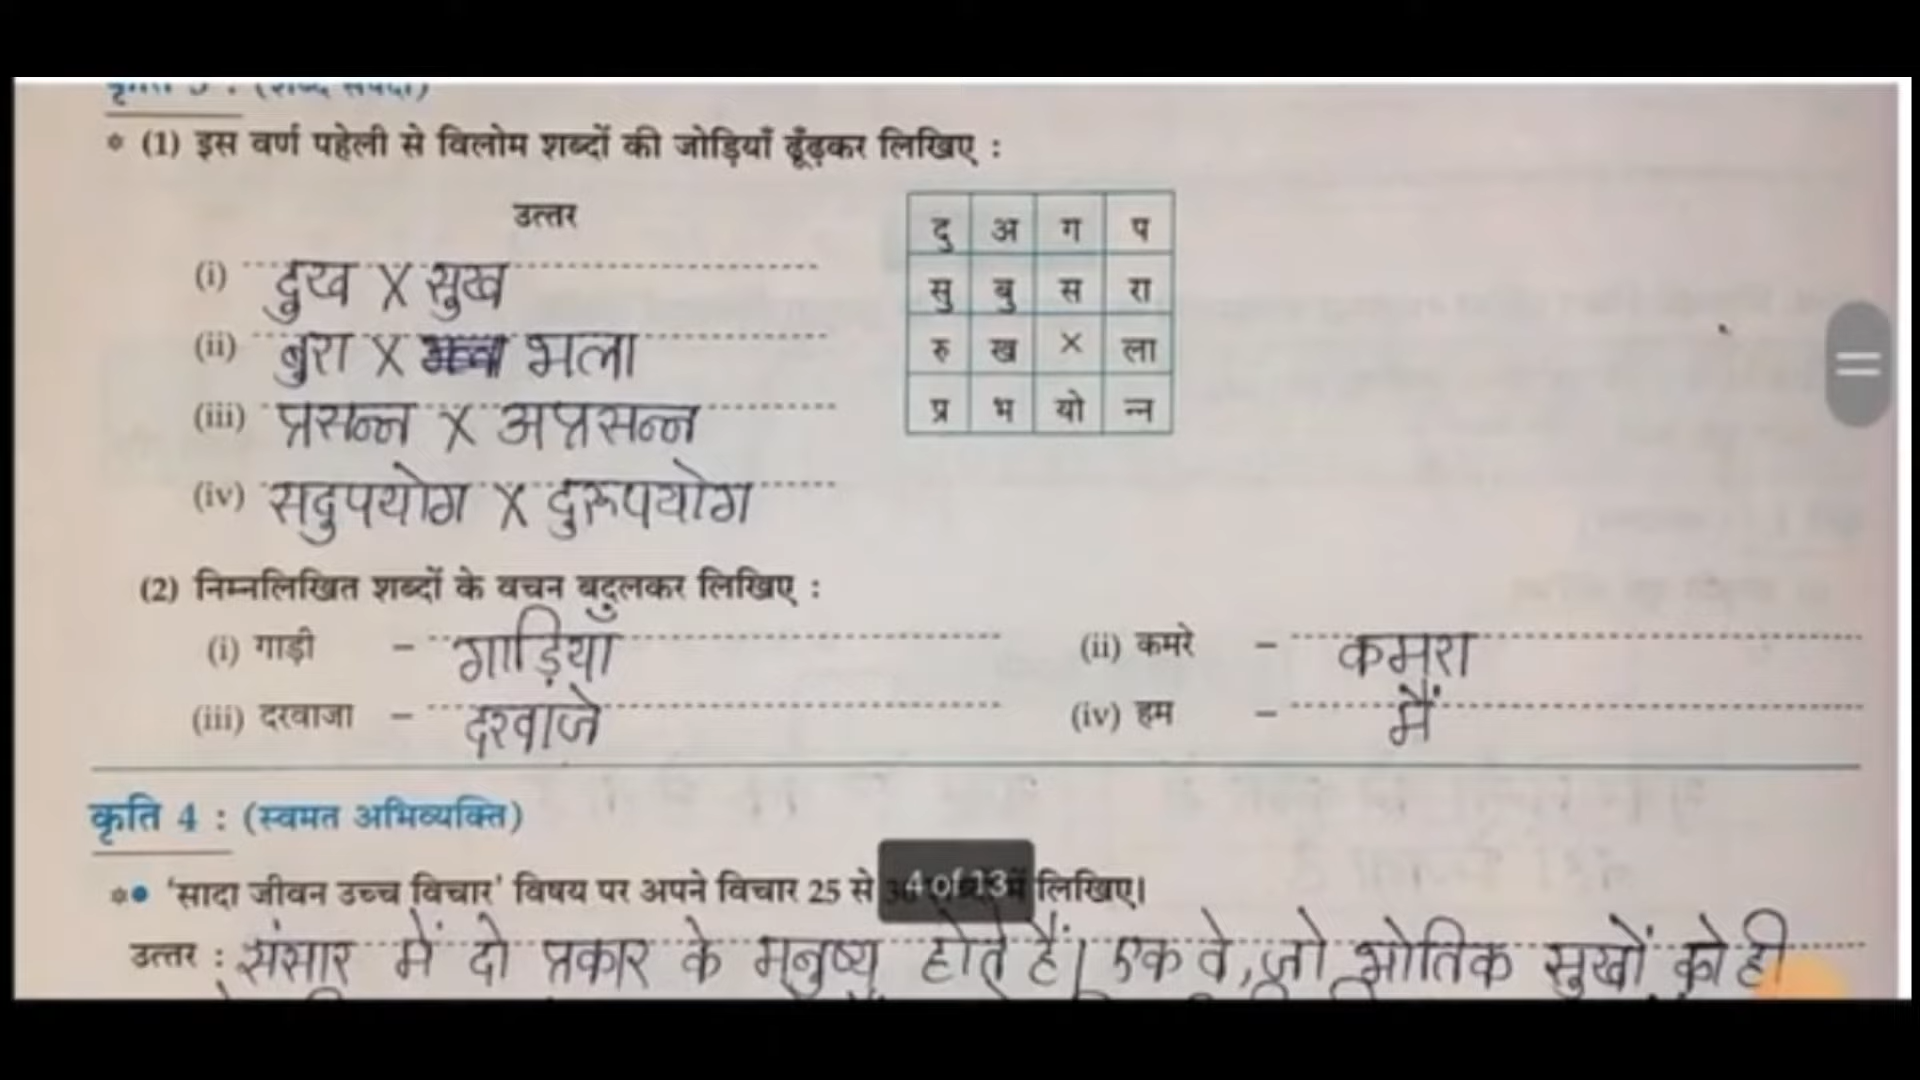 (शब्द संपदा)
* (1) इस वर्ण पहेली से विलोम शब्दों की जोड़ियाँ ढूँढ़कर लिखिए :
उत्तर
(i) दुख X सुख
(ii) बुरा X भला
(iii) प्रसन्न X अप्रसन्न
(iv) सदुपयोग X दुरूपयोग
दु अ ग प
सु बु स रा
रु ख × ला
प्र भ यो न्न
(2) निम्नलिखित शब्दों के वचन बदलकर लिखिए :
(i) गाड़ी - गाड़ियाँ (ii) कमरे - कमरा
(iii) दरवाजा - दरवाजे (iv) हम - मैं
कृति 4 : (स्वमत अभिव्यक्ति)
*• 'सादा जीवन उच्च विचार' विषय पर अपने विचार 25 से लिखिए।
4 of 13
उत्तर : संसार में दो प्रकार के मनुष्य होते हैं। एक वे, जो भोतिक सुखों को ही